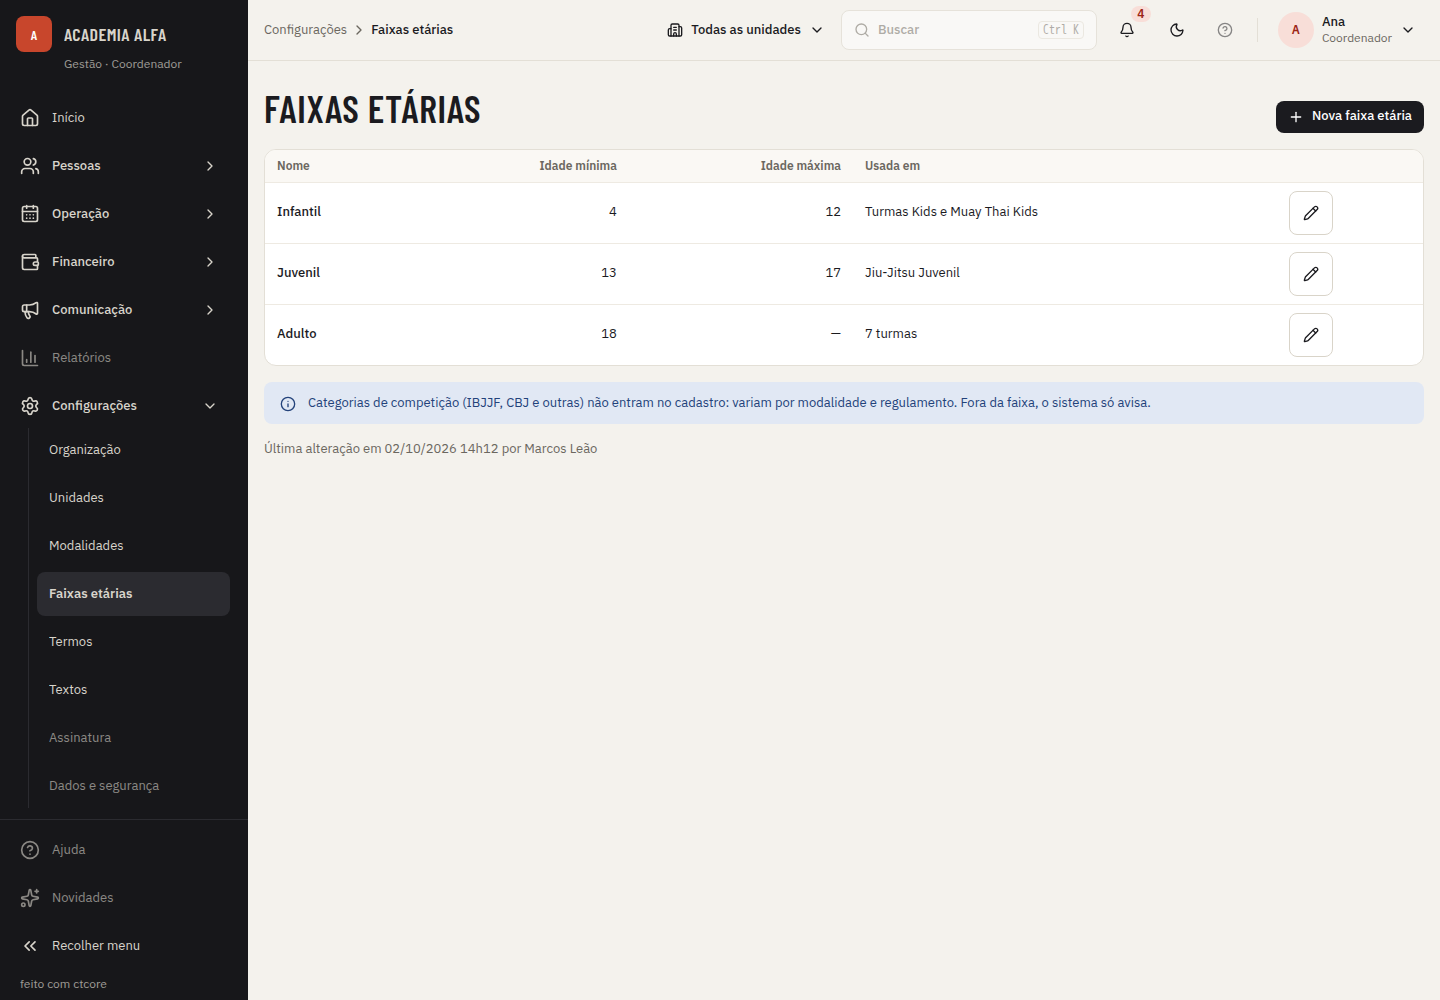 A
ACADEMIA ALFA
Gestão · Coordenador
Início
Pessoas
Operação
Financeiro
Comunicação
Relatórios
Configurações
Organização
Unidades
Modalidades
Faixas etárias
Termos
Textos
Assinatura
Dados e segurança
Ajuda
Novidades
Recolher menu
feito com ctcore
Configurações Faixas etárias
Todas as unidades
Buscar Ctrl K
4
A
Ana
Coordenador
FAIXAS ETÁRIAS
Nova faixa etária
Nome Idade mínima Idade máxima Usada em
Infantil 4 12 Turmas Kids e Muay Thai Kids
Juvenil 13 17 Jiu-Jitsu Juvenil
Adulto 18 — 7 turmas
Categorias de competição (IBJJF, CBJ e outras) não entram no cadastro: variam por modalidade e regulamento. Fora da faixa, o sistema só avisa.
Última alteração em 02/10/2026 14h12 por Marcos Leão